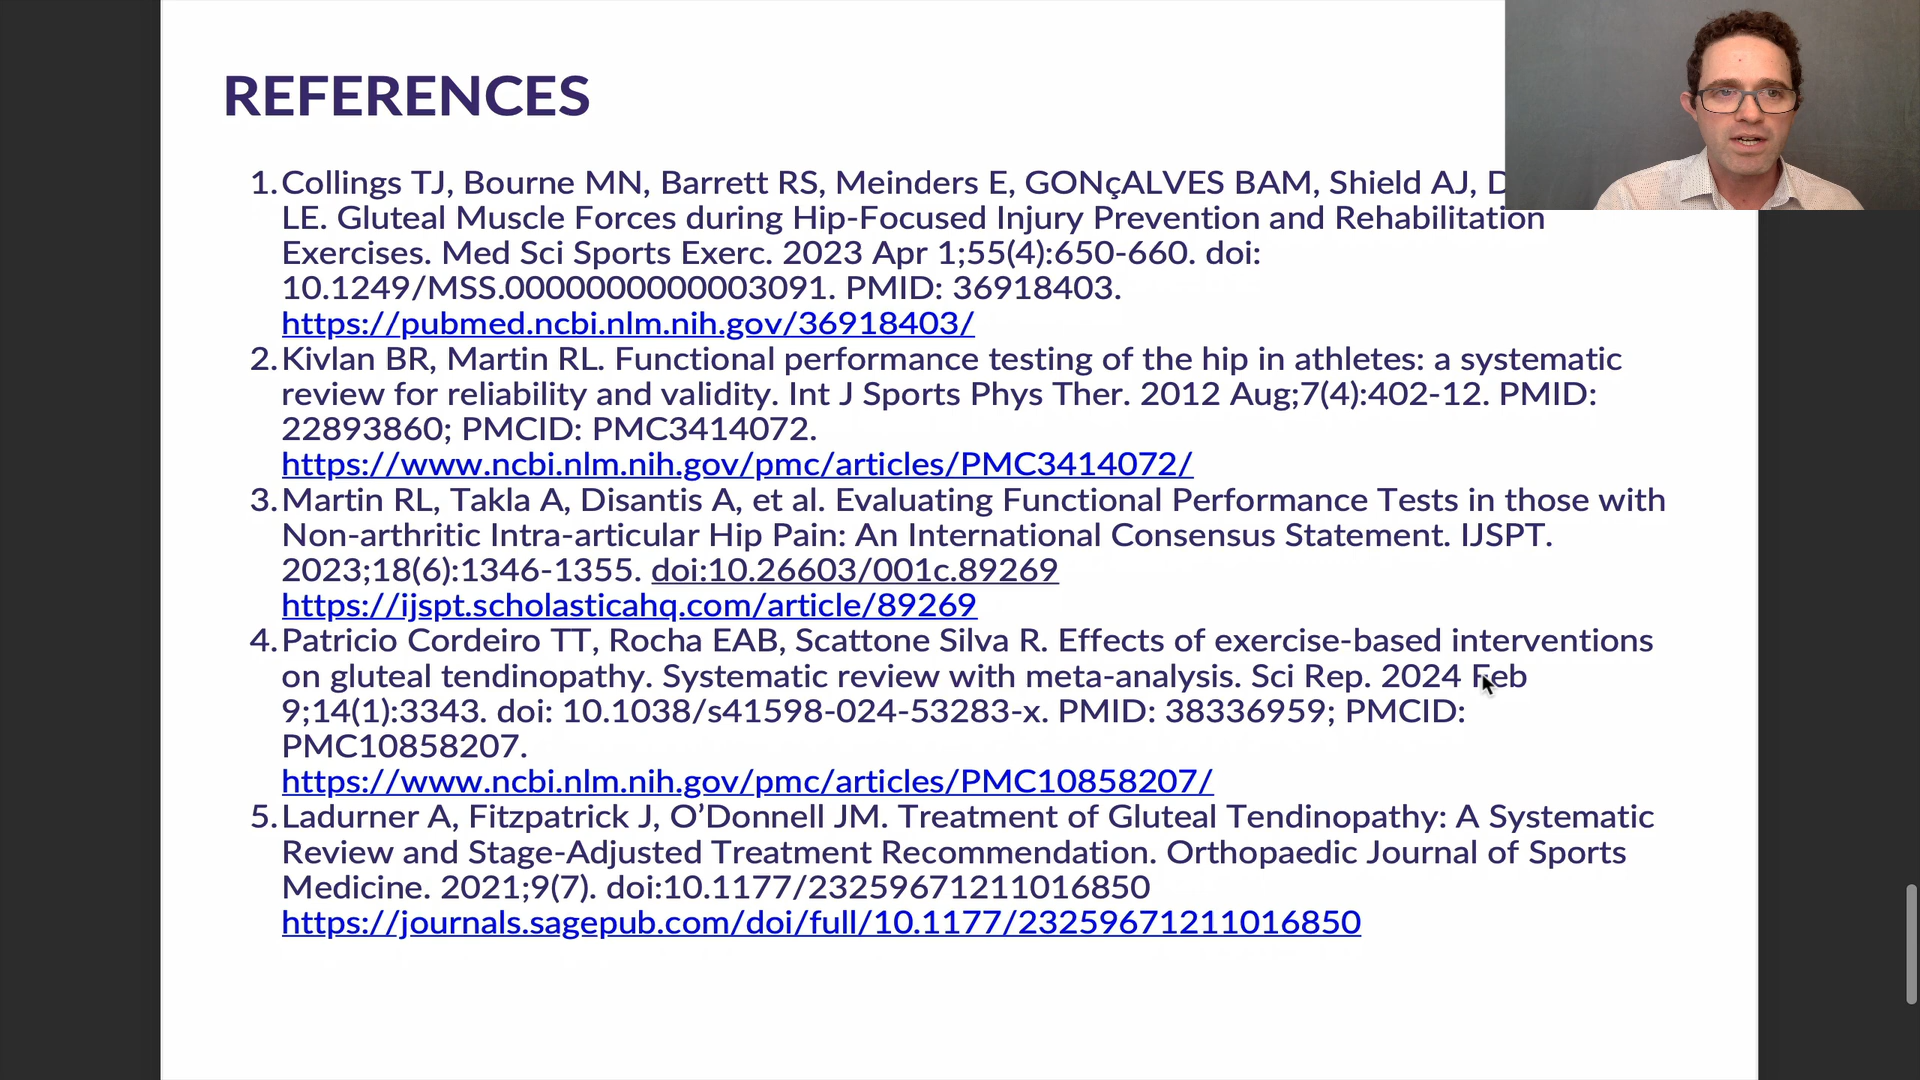 REFERENCES
1. Collings TJ, Bourne MN, Barrett RS, Meinders E, GONçALVES BAM, Shield AJ,
LE. Gluteal Muscle Forces during Hip-Focused Injury Prevention and Rehabilitation
Exercises. Med Sci Sports Exerc. 2023 Apr 1;55(4):650-660. doi:
10.1249/MSS.0000000000003091. PMID: 36918403.
https://pubmed.ncbi.nlm.nih.gov/36918403/
2. Kivlan BR, Martin RL. Functional performance testing of the hip in athletes: a systematic
review for reliability and validity. Int J Sports Phys Ther. 2012 Aug;7(4):402-12. PMID:
22893860; PMCID: PMC3414072.
https://www.ncbi.nlm.nih.gov/pmc/articles/PMC3414072/
3. Martin RL, Takla A, Disantis A, et al. Evaluating Functional Performance Tests in those with
Non-arthritic Intra-articular Hip Pain: An International Consensus Statement. IJSPT.
2023;18(6):1346-1355. doi:10.26603/001c.89269
https://ijspt.scholasticahq.com/article/89269
4. Patricio Cordeiro TT, Rocha EAB, Scattone Silva R. Effects of exercise-based interventions
on gluteal tendinopathy. Systematic review with meta-analysis. Sci Rep. 2024 Feb
9;14(1):3343. doi: 10.1038/s41598-024-53283-x. PMID: 38336959; PMCID:
PMC10858207.
https://www.ncbi.nlm.nih.gov/pmc/articles/PMC10858207/
5. Ladurner A, Fitzpatrick J, O’Donnell JM. Treatment of Gluteal Tendinopathy: A Systematic
Review and Stage-Adjusted Treatment Recommendation. Orthopaedic Journal of Sports
Medicine. 2021;9(7). doi:10.1177/23259671211016850
https://journals.sagepub.com/doi/full/10.1177/23259671211016850